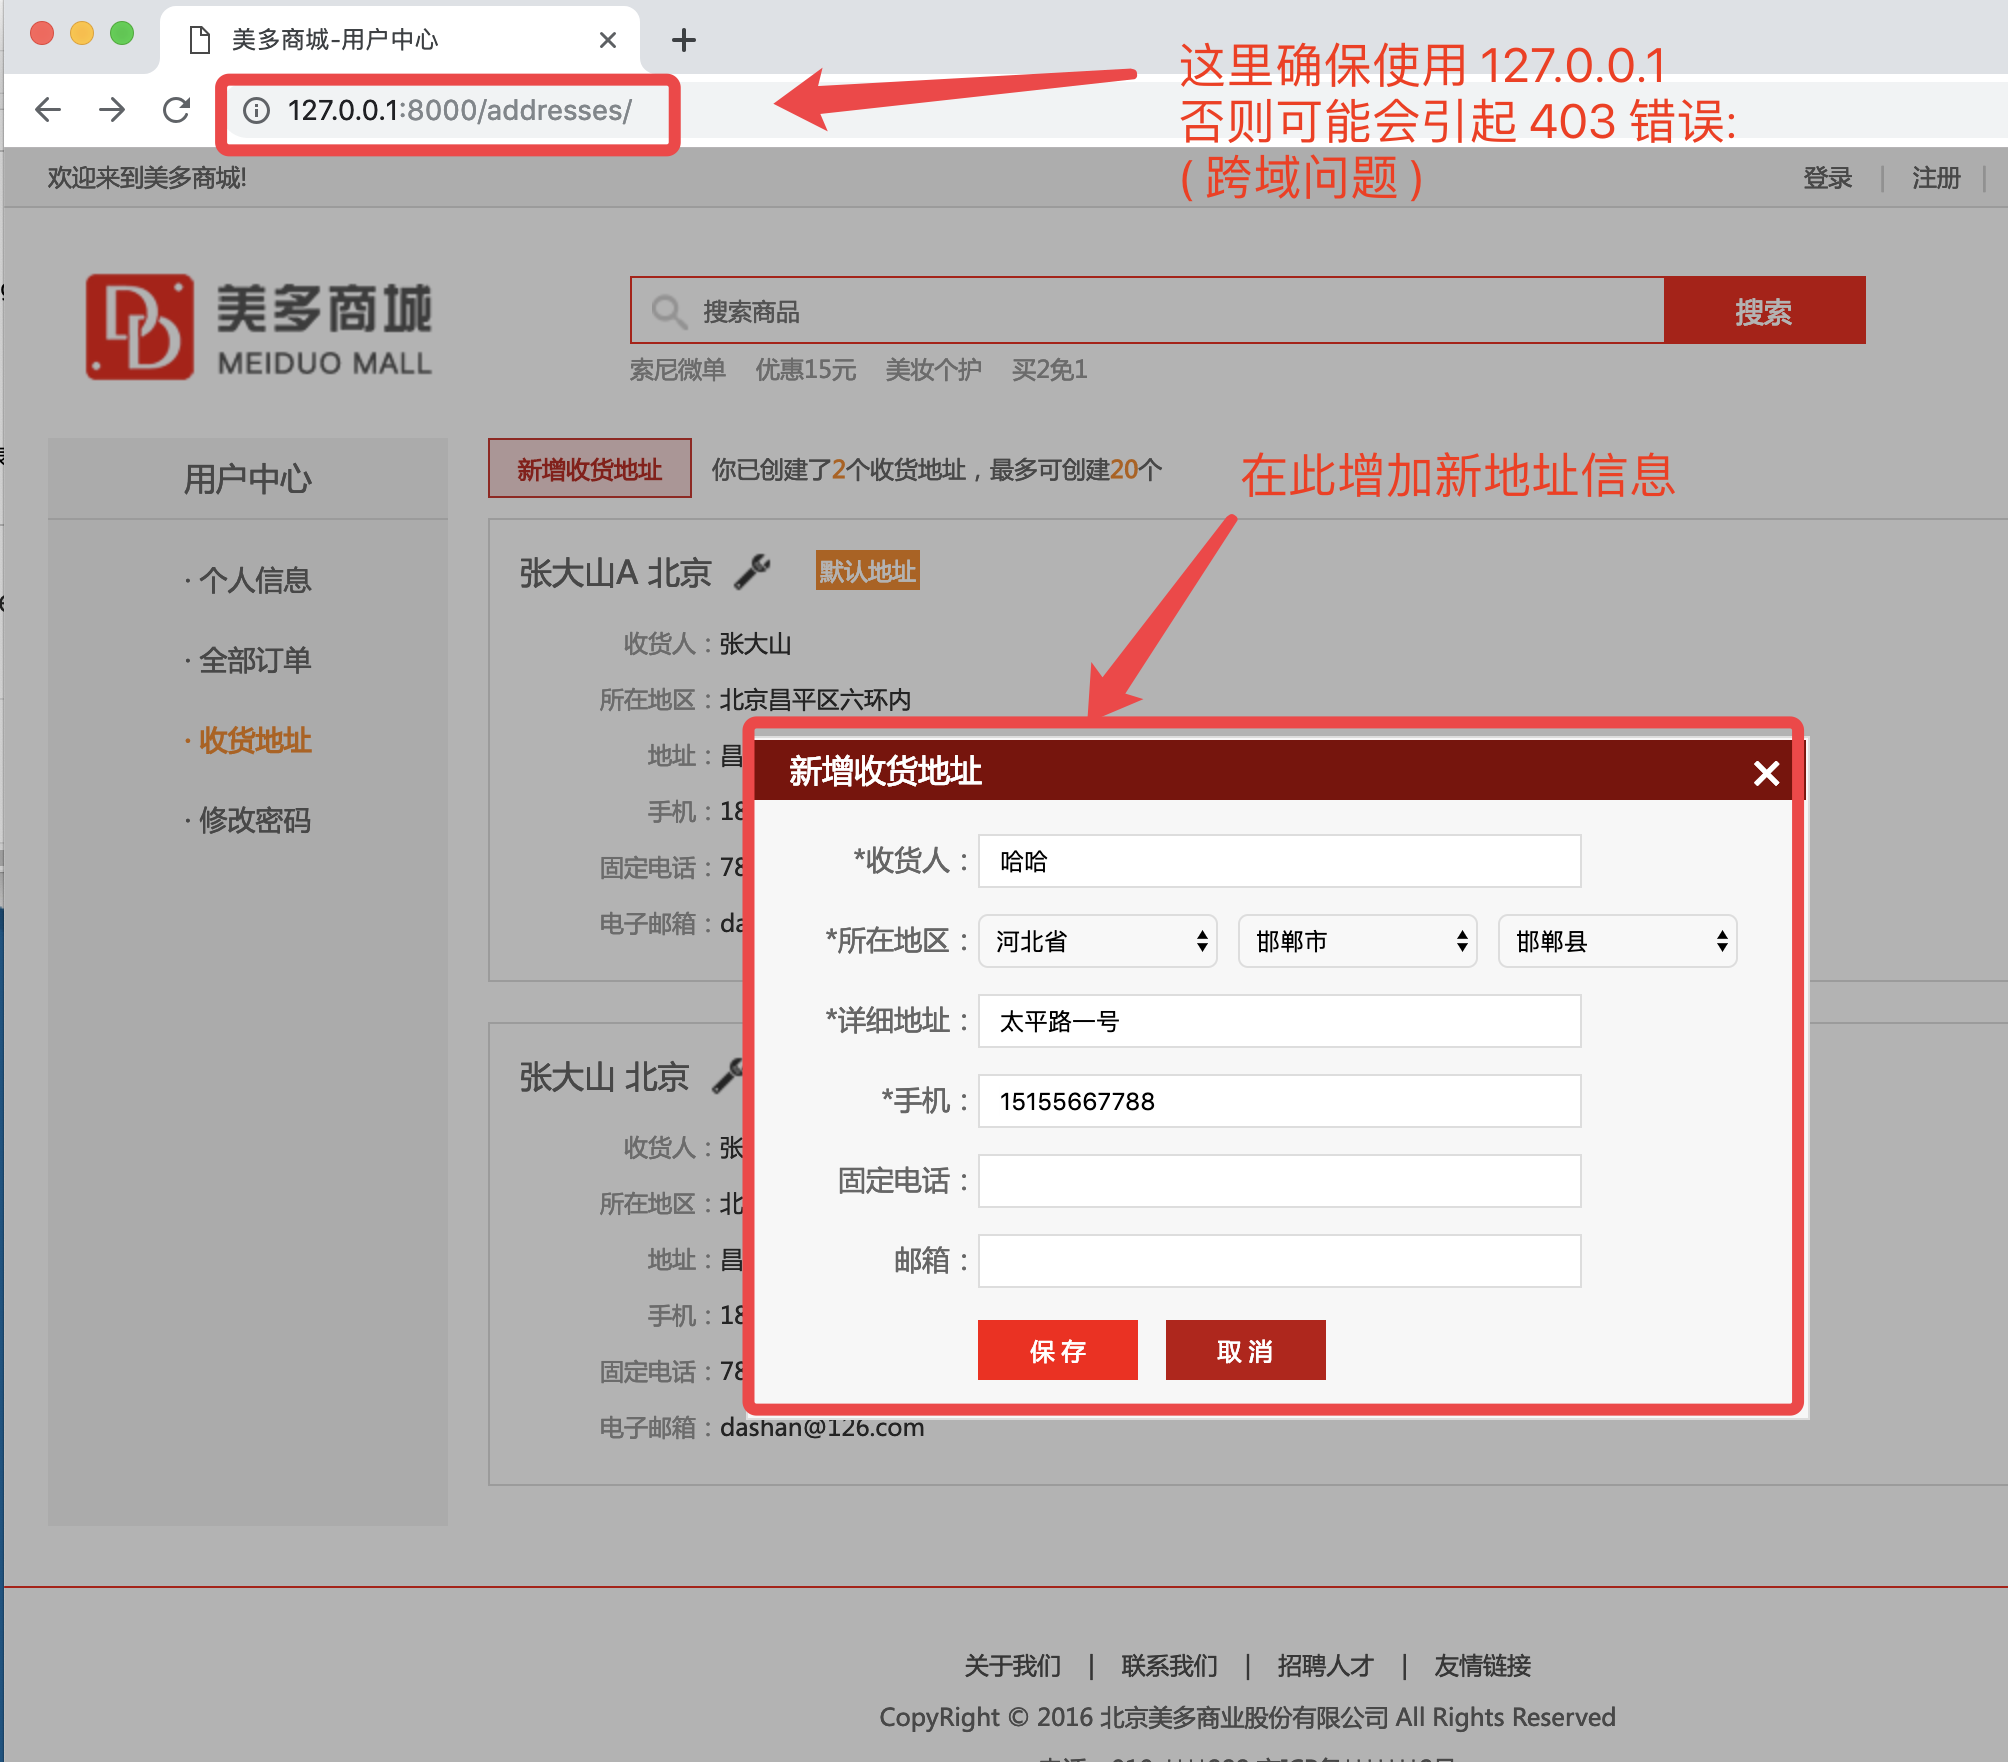 美多商城-用户中心
127.0.0.1:8000/addresses/
这里确保使用 127.0.0.1
否则可能会引起 403 错误:
( 跨域问题 )
欢迎来到美多商城!
登录 | 注册 |
美多商城
MEIDUO MALL
搜索商品
搜索
索尼微单 优惠15元 美妆个护 买2免1
用户中心
· 个人信息
· 全部订单
· 收货地址
· 修改密码
新增收货地址 你已创建了2个收货地址，最多可创建20个
在此增加新地址信息
张大山A 北京 默认地址
收货人：张大山
所在地区：北京昌平区六环内
地址：昌
手机：18
固定电话：78
电子邮箱：da
张大山 北京
收货人：张
所在地区：北
地址：昌
手机：18
固定电话：78
电子邮箱：dashan@126.com
新增收货地址
*收货人：哈哈
*所在地区：河北省 邯郸市 邯郸县
*详细地址：太平路一号
*手机：15155667788
固定电话：
邮箱：
保 存 取 消
关于我们 | 联系我们 | 招聘人才 | 友情链接
CopyRight © 2016 北京美多商业股份有限公司 All Rights Reserved